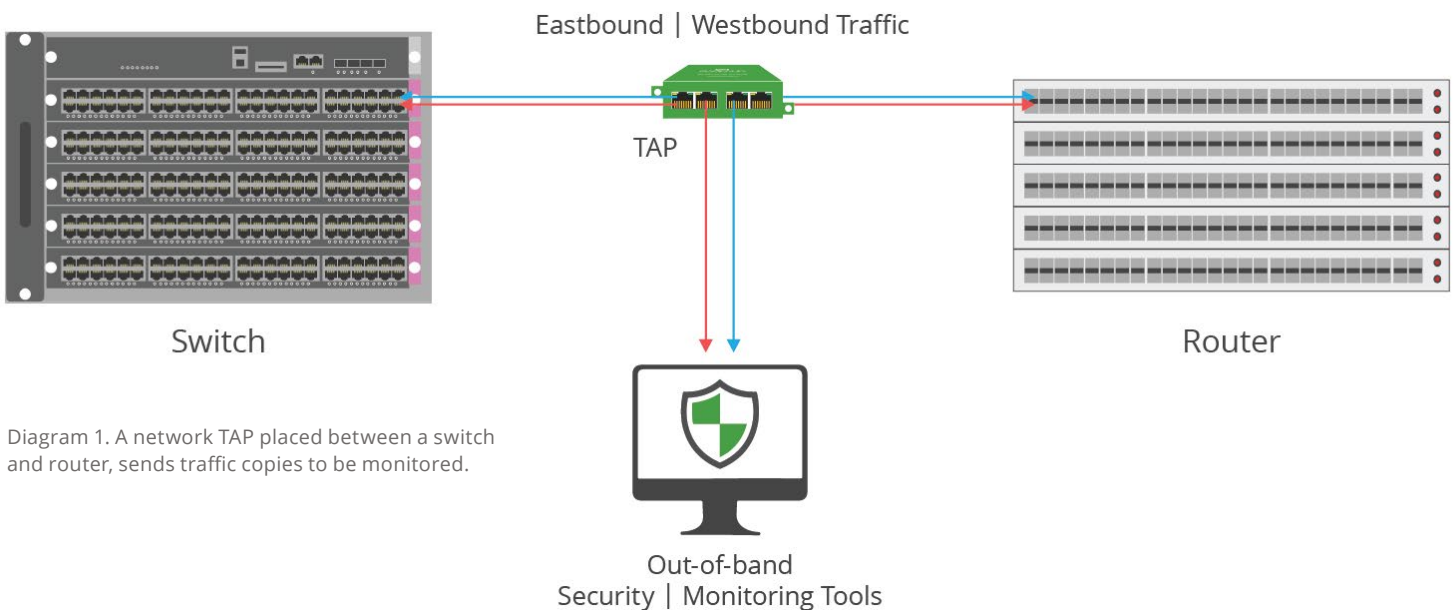 Eastbound | Westbound Traffic
TAP
Switch
Router
Diagram 1. A network TAP placed between a switch
and router, sends traffic copies to be monitored.
Out-of-band
Security | Monitoring Tools